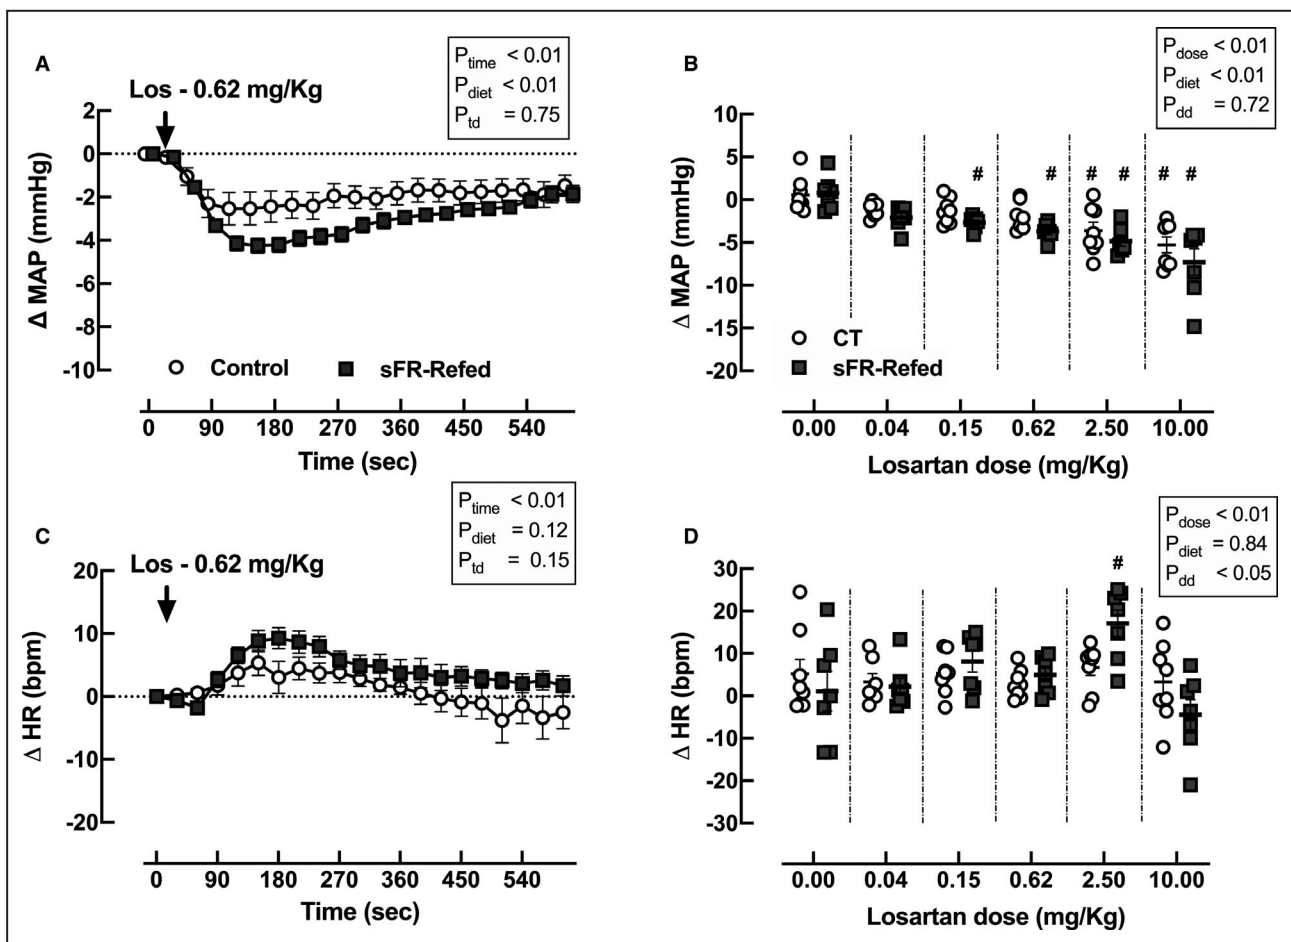 A
Los - 0.62 mg/Kg
P_time < 0.01
P_diet < 0.01
P_td = 0.75
2
0
-2
-4
-6
-8
-10
Δ MAP (mmHg)
Control
sFR-Refed
0 90 180 270 360 450 540
Time (sec)
B
P_dose < 0.01
P_diet < 0.01
P_dd = 0.72
10
5
0
-5
-10
-15
-20
Δ MAP (mmHg)
# # # # # #
CT
sFR-Refed
0.00 0.04 0.15 0.62 2.50 10.00
Losartan dose (mg/Kg)
C
Los - 0.62 mg/Kg
P_time < 0.01
P_diet = 0.12
P_td = 0.15
20
10
0
-10
-20
Δ HR (bpm)
0 90 180 270 360 450 540
Time (sec)
D
P_dose < 0.01
P_diet = 0.84
P_dd < 0.05
30
20
10
0
-10
-20
-30
Δ HR (bpm)
#
0.00 0.04 0.15 0.62 2.50 10.00
Losartan dose (mg/Kg)